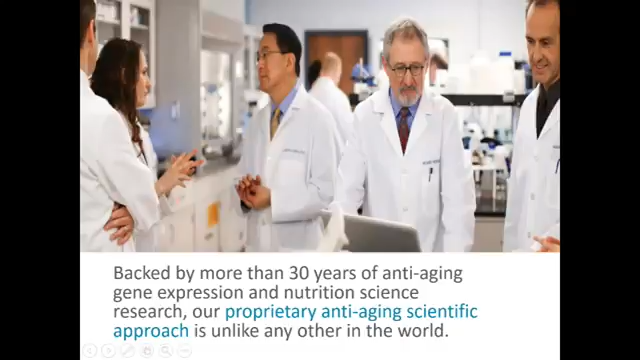 Backed by more than 30 years of anti-aging
gene expression and nutrition science
research, our proprietary anti-aging scientific
approach is unlike any other in the world.